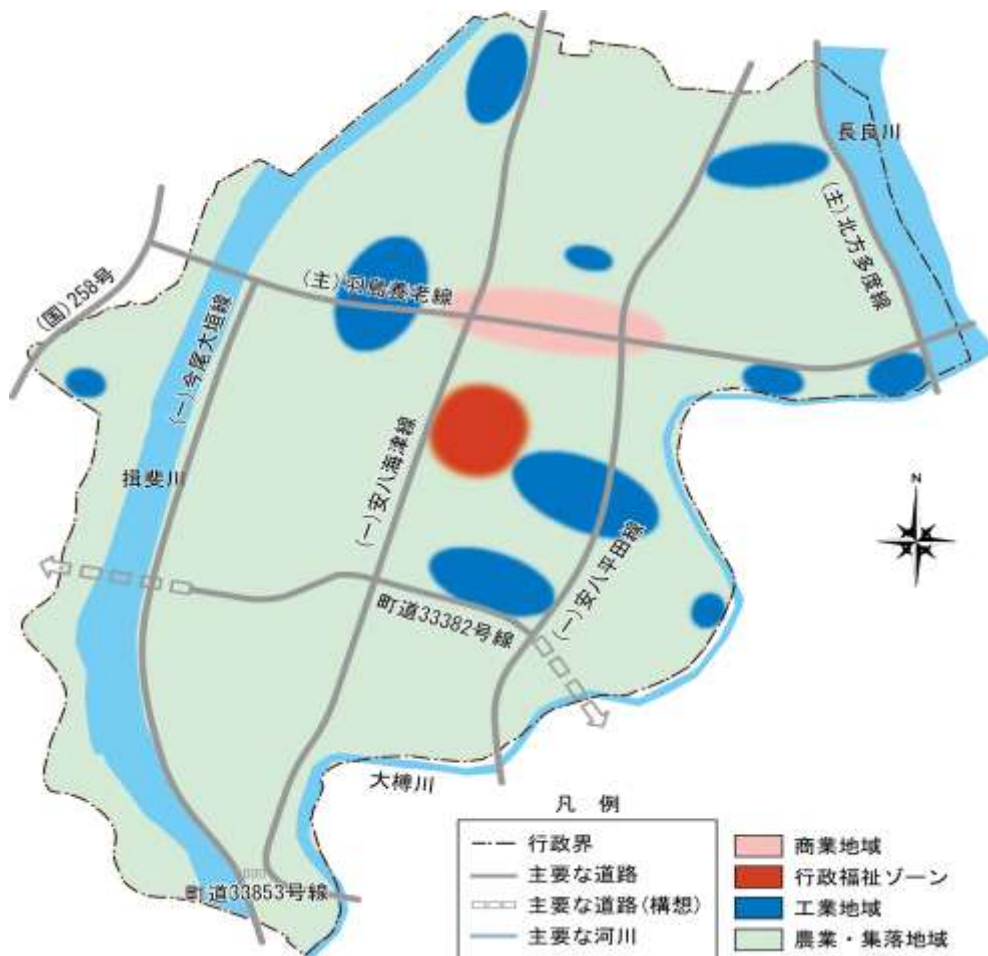 長良川
(主)北方多度線
(国)258号
(主)羽島養老線
(一)今尾大垣線
揖斐川
(一)安八海津線
N
町道33382号線
(一)安八平田線
大榑川
町道33853号線
凡 例
行政界
主要な道路
主要な道路(構想)
主要な河川
商業地域
行政福祉ゾーン
工業地域
農業・集落地域